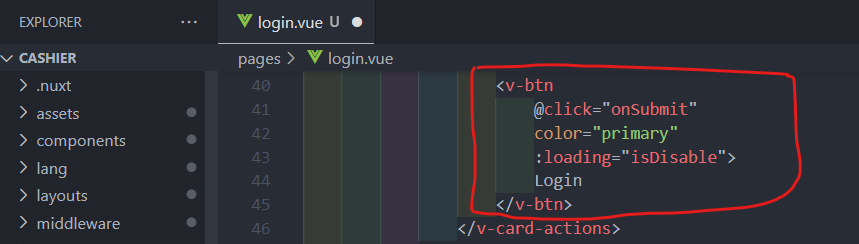 EXPLORER ... login.vue U
CASHIER pages > login.vue
.nuxt 40 <v-btn
assets 41 @click="onSubmit"
components 42 color="primary"
lang 43 :loading="isDisable">
layouts 44 Login
middleware 45 </v-btn>
46 </v-card-actions>